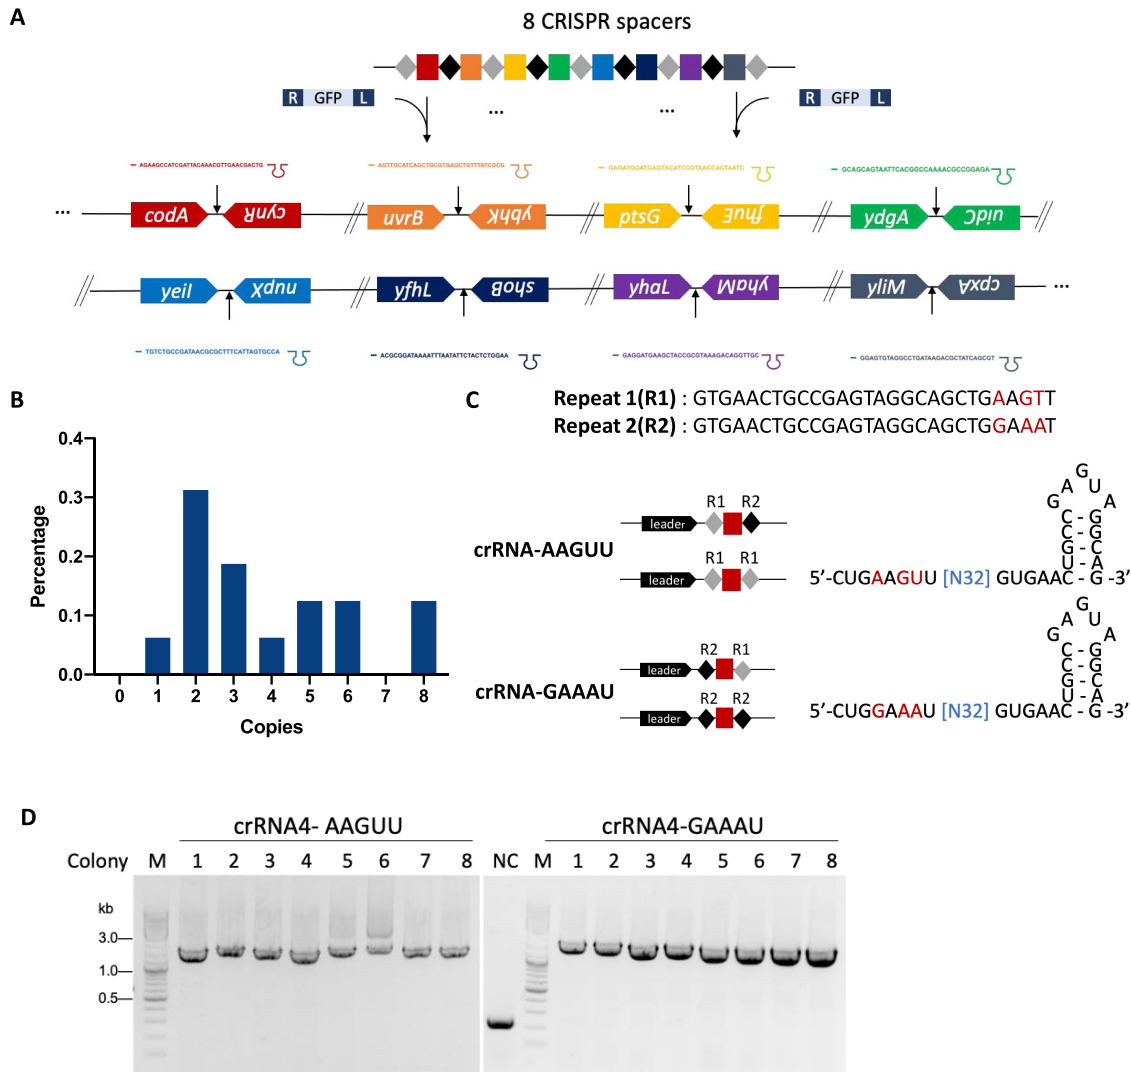 A
8 CRISPR spacers
R GFP L
...
...
R GFP L
AGAAGCCATCGATTACAAACGTTGAACGACTG
AGTTGCATCAGCTGCGTGAGCTGTTTATCGCG
GAGATGGATGAGTACATCCGTAACCACTAATC
GCAGCAGTAATTCACGGCCAAAACGCCGGAGA
...
codA cynR
uvrB ybhK
ptsG fhuE
ydgA uidC
yeiI nupX
yfhL shoB
yhaL yhaM
yliM cpxA
...
TGTCTGCCGATAACGCGCTTTCATTAGTGCCA
ACGCGGATAAAATTTAATATTCTACTCTGGAA
GAGGATGAAGCTACCGCGTAAAGACAGGTTGC
GGAGTGTAGGCCTGATAAGACGCTATCAGCGT
B
Percentage
0.4
0.3
0.2
0.1
0.0
0 1 2 3 4 5 6 7 8
Copies
C
Repeat 1(R1) : GTGAACTGCCGAGTAGGCAGCTGAAGTT
Repeat 2(R2) : GTGAACTGCCGAGTAGGCAGCTGGAAAT
crRNA-AAGUU
R1 R2
leader
R1 R1
leader
G
A U
G A
C - G
C - G
G - C
U - A
5’-CUGAAGUU [N32] GUGAAC - G -3’
crRNA-GAAAU
R2 R1
leader
R2 R2
leader
G
A U
G A
C - G
C - G
G - C
U - A
5’-CUGGAAAU [N32] GUGAAC - G -3’
D
crRNA4- AAGUU
crRNA4-GAAAU
Colony M 1 2 3 4 5 6 7 8 NC M 1 2 3 4 5 6 7 8
kb
3.0
1.0
0.5